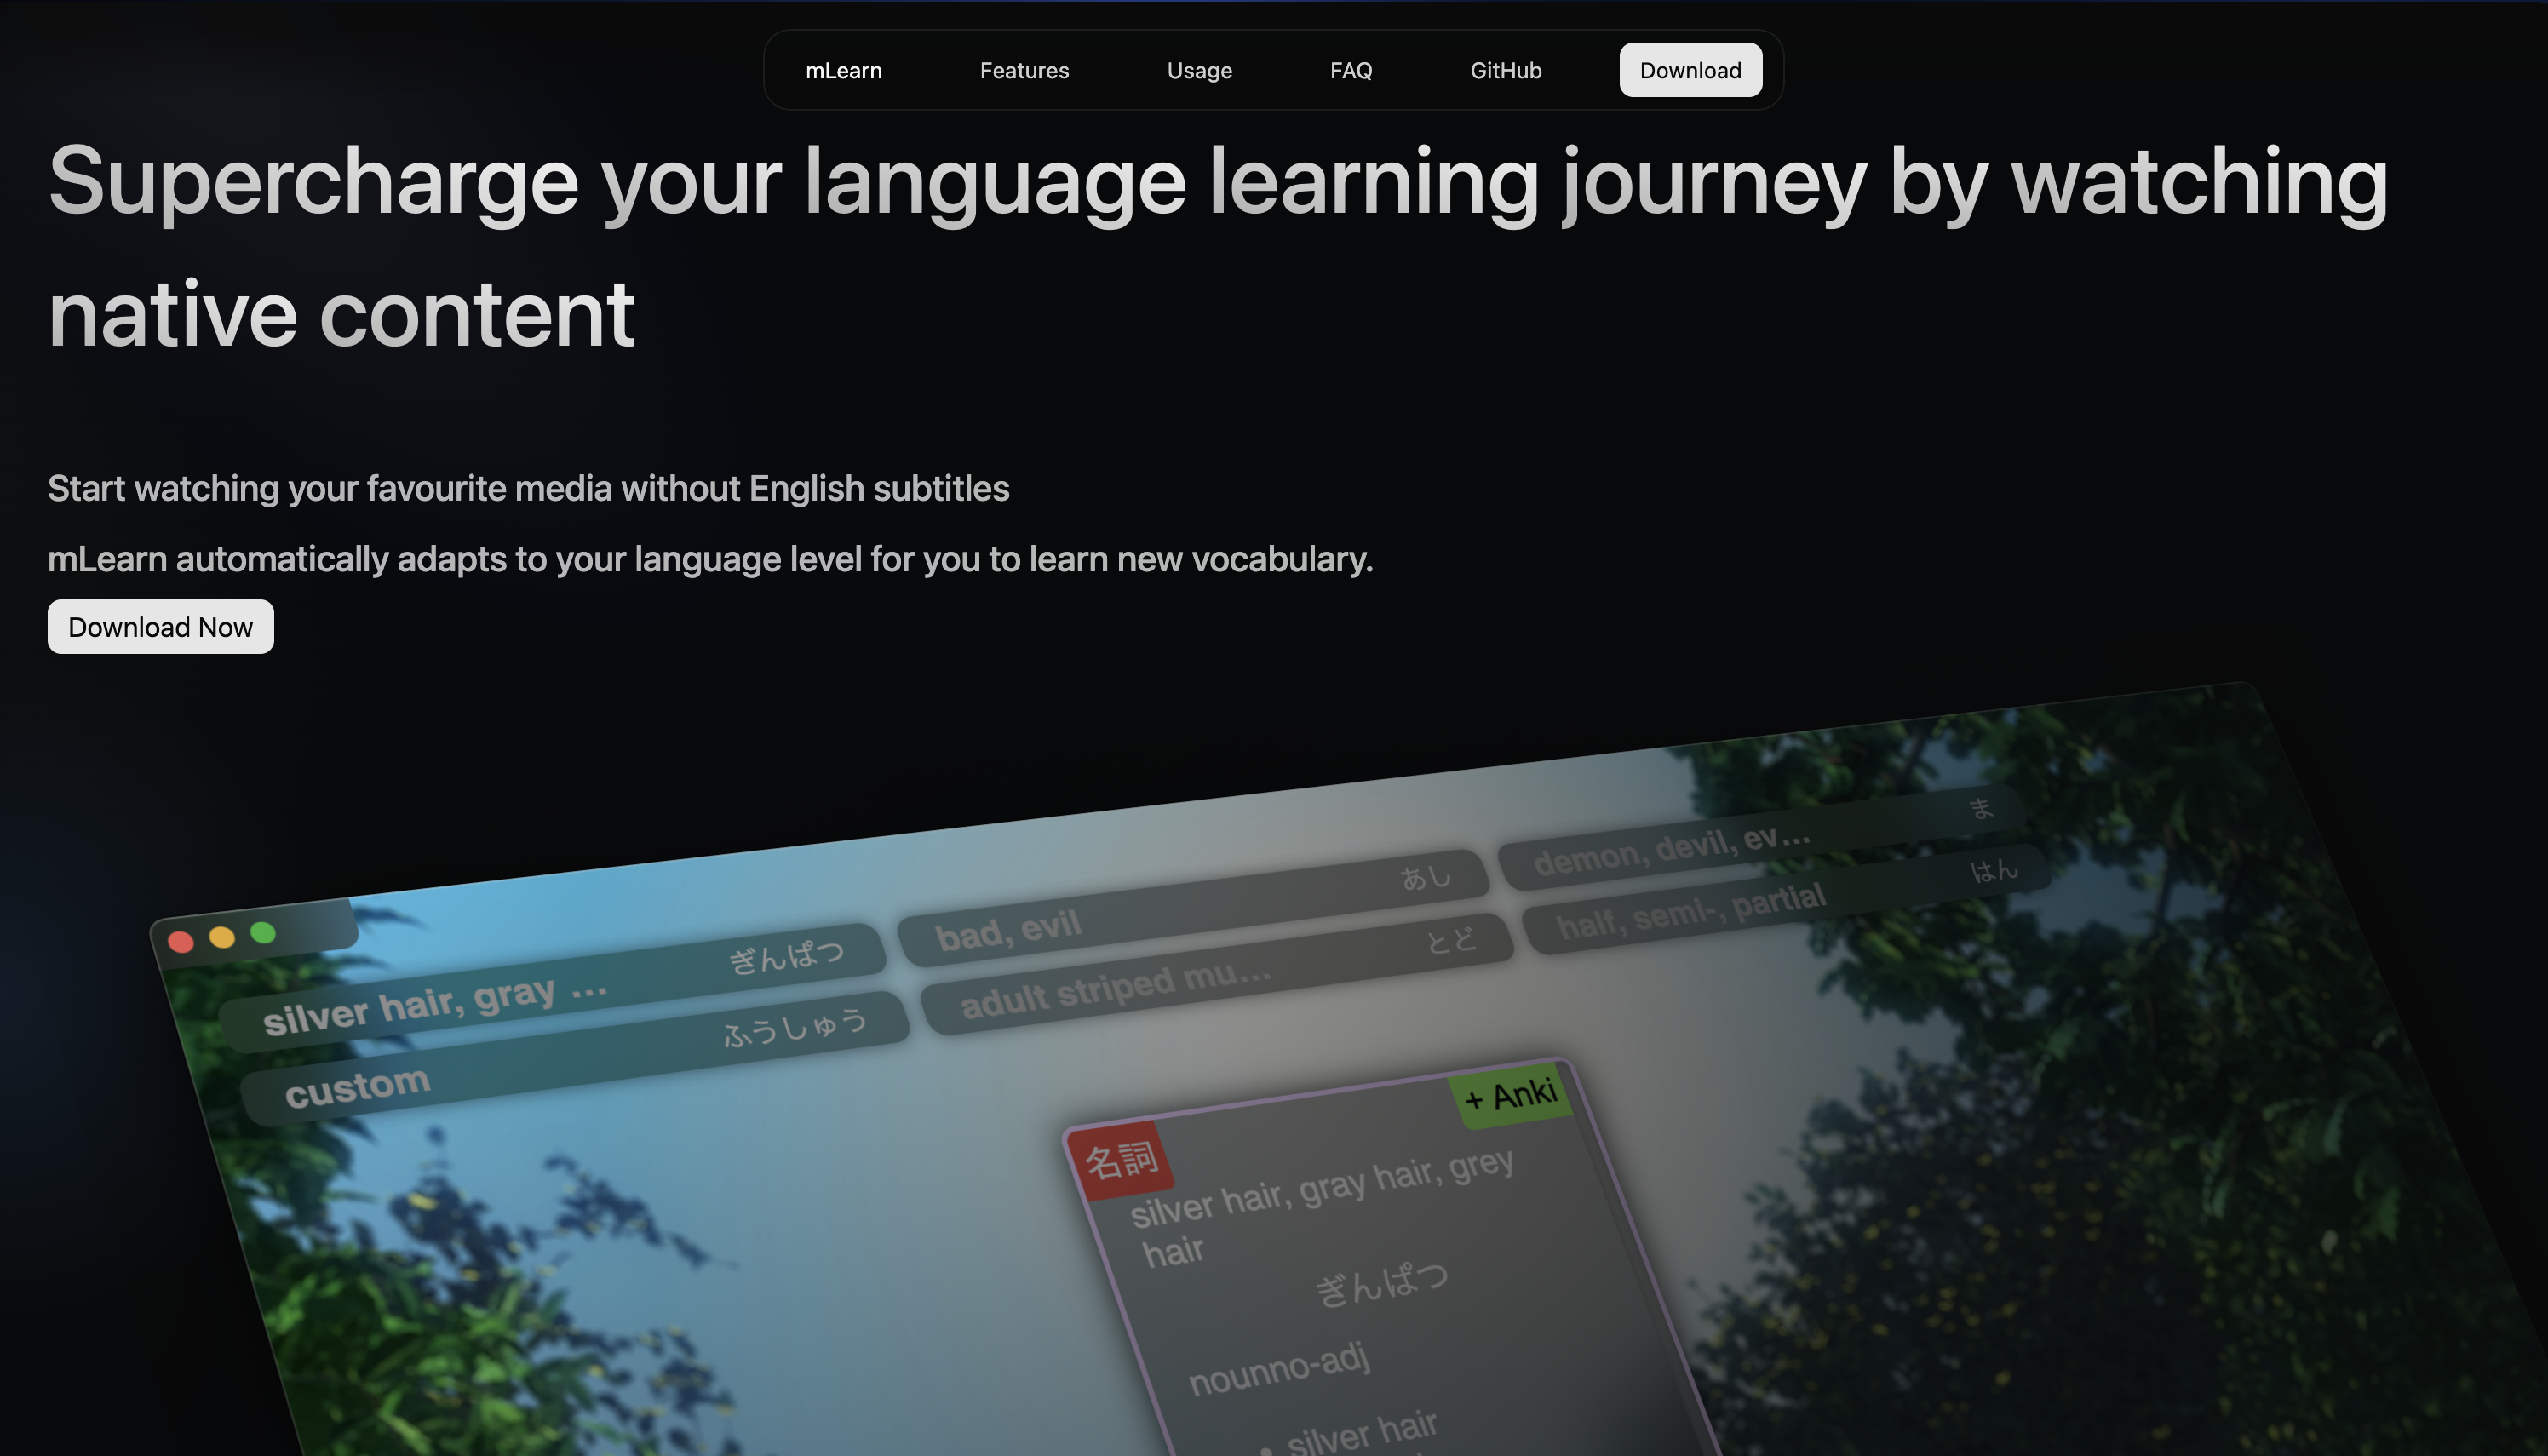 mLearn Features Usage FAQ GitHub Download
Supercharge your language learning journey by watching
native content
Start watching your favourite media without English subtitles
mLearn automatically adapts to your language level for you to learn new vocabulary.
Download Now
silver hair, gray ... ぎんぱつ
bad, evil あし
demon, devil, ev... ま
custom ふうしゅう
adult striped mu... とど
half, semi-, partial はん
名詞
+ Anki
silver hair, gray hair, grey
hair
ぎんぱつ
nounno-adj
• silver hair